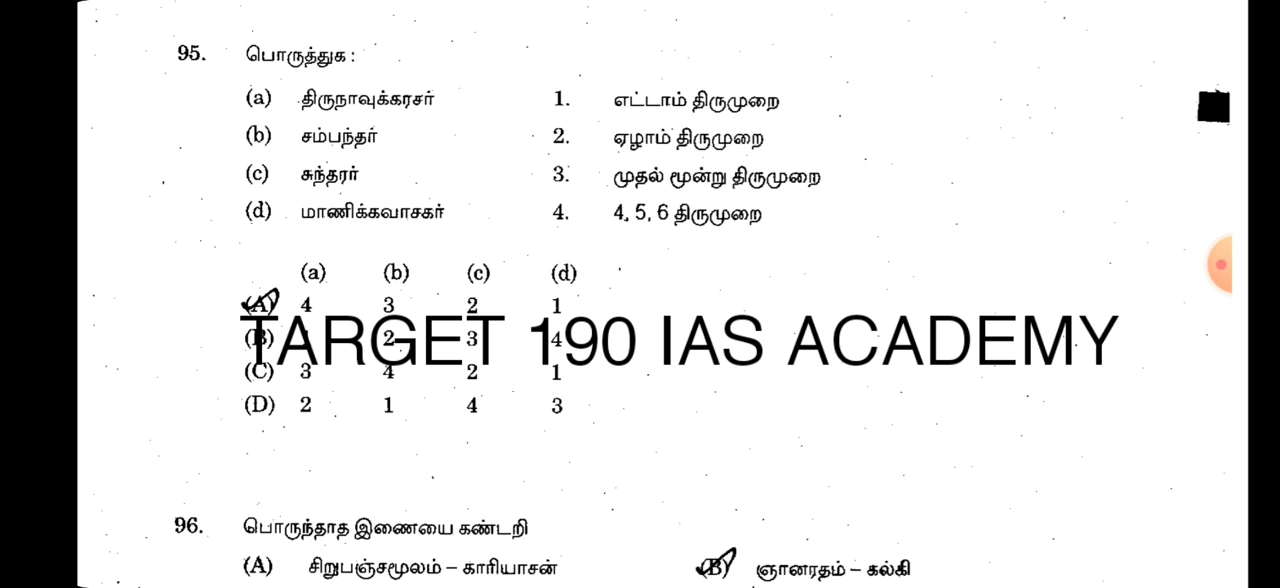 95. பொருத்துக :
(a) திருநாவுக்கரசர் 1. எட்டாம் திருமுறை
(b) சம்பந்தர் 2. ஏழாம் திருமுறை
(c) சுந்தரர் 3. முதல் மூன்று திருமுறை
(d) மாணிக்கவாசகர் 4. 4, 5, 6 திருமுறை
(a) (b) (c) (d)
(A) 4 3 2 1
TARGET 190 IAS ACADEMY
(B) 2 3 4
(C) 3 4 2 1
(D) 2 1 4 3
96. பொருந்தாத இணையை கண்டறி
(A) சிறுபஞ்சமூலம் – காரியாசன் (B) ஞானரதம் – கல்கி